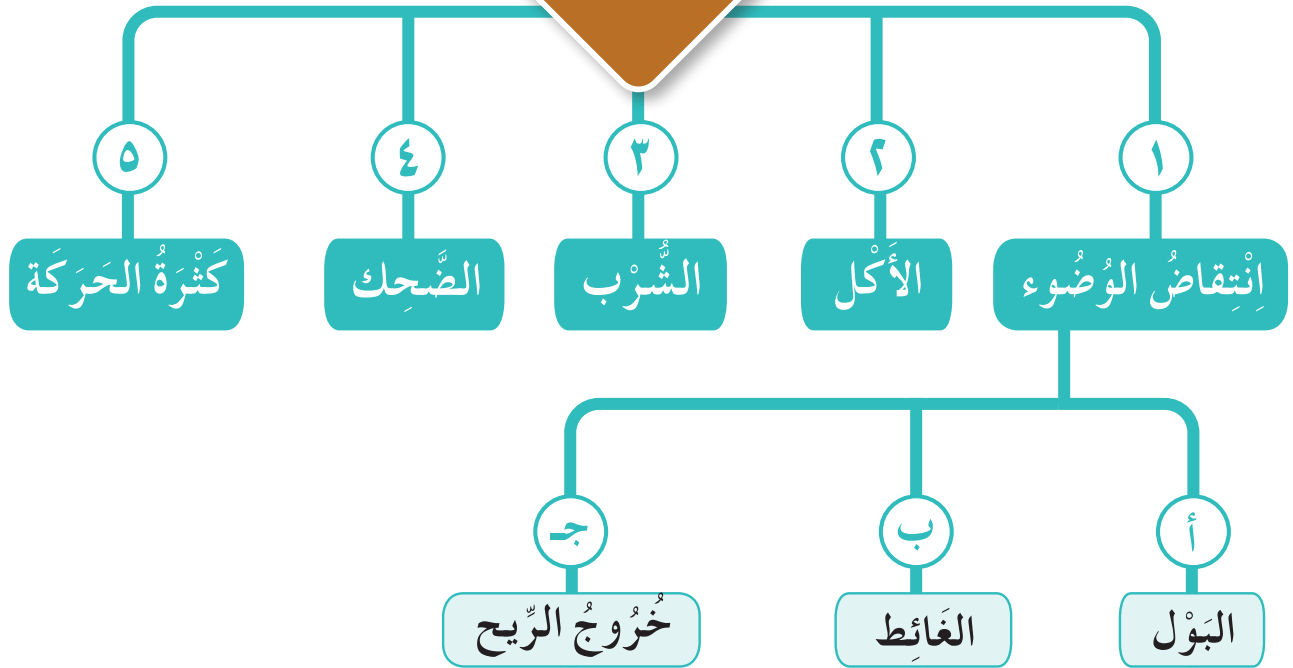 ١
٢
٣
٤
٥
اِنْتِقاضُ الوُضُوء
الأَكْل
الشُّرْب
الضَّحِك
كَثْرَةُ الحَرَكَة
أ
ب
جـ
البَوْل
الغَائِط
خُرُوجُ الرِّيح